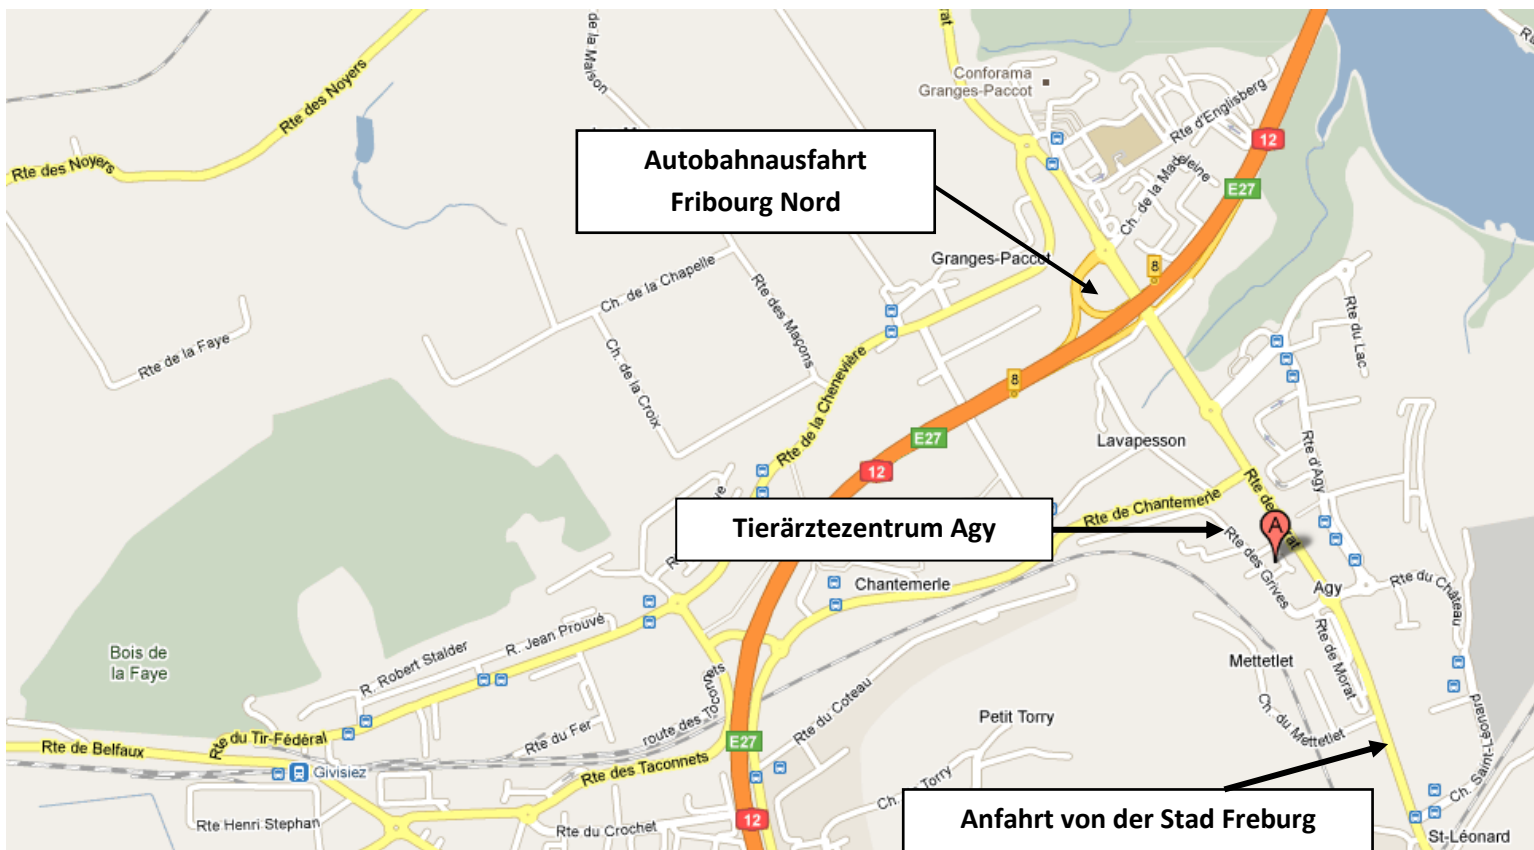 Conforama
Granges-Paccot
Rte d'Englisberg
de la Maison
Rte des Noyers
Rte des Noyers
12
Autobahnausfahrt
Fribourg Nord
E27
Ch. de la Madeleine
Granges-Paccot
8
Ch. de la Chapelle
Rte des Maçons
Rte du Lac
Rte de la Faye
Ch. de la Croix
Rte de la Chenevière
8
E27
12
Lavapesson
Rte d'Agy
Rte de Chantemerle
Tierärztezentrum Agy
A
Rte des Grives
Chantemerle
Agy
Rte du Château
Bois de
la Faye
R. Robert Stalder
R. Jean Prouvé
Mettetlet
Rte de Morat
route des Taconnets
Rte du Coteau
Petit Torry
Ch. du Mettetlet
Ch. Saint-Léonard
Rte de Belfaux
Rte du Tir-Fédéral
Rte du Fer
E27
Givisiez
Rte des Taconnets
Torry
Anfahrt von der Stad Freburg
Rte Henri Stephan
Rte du Crochet
12
St-Léonard